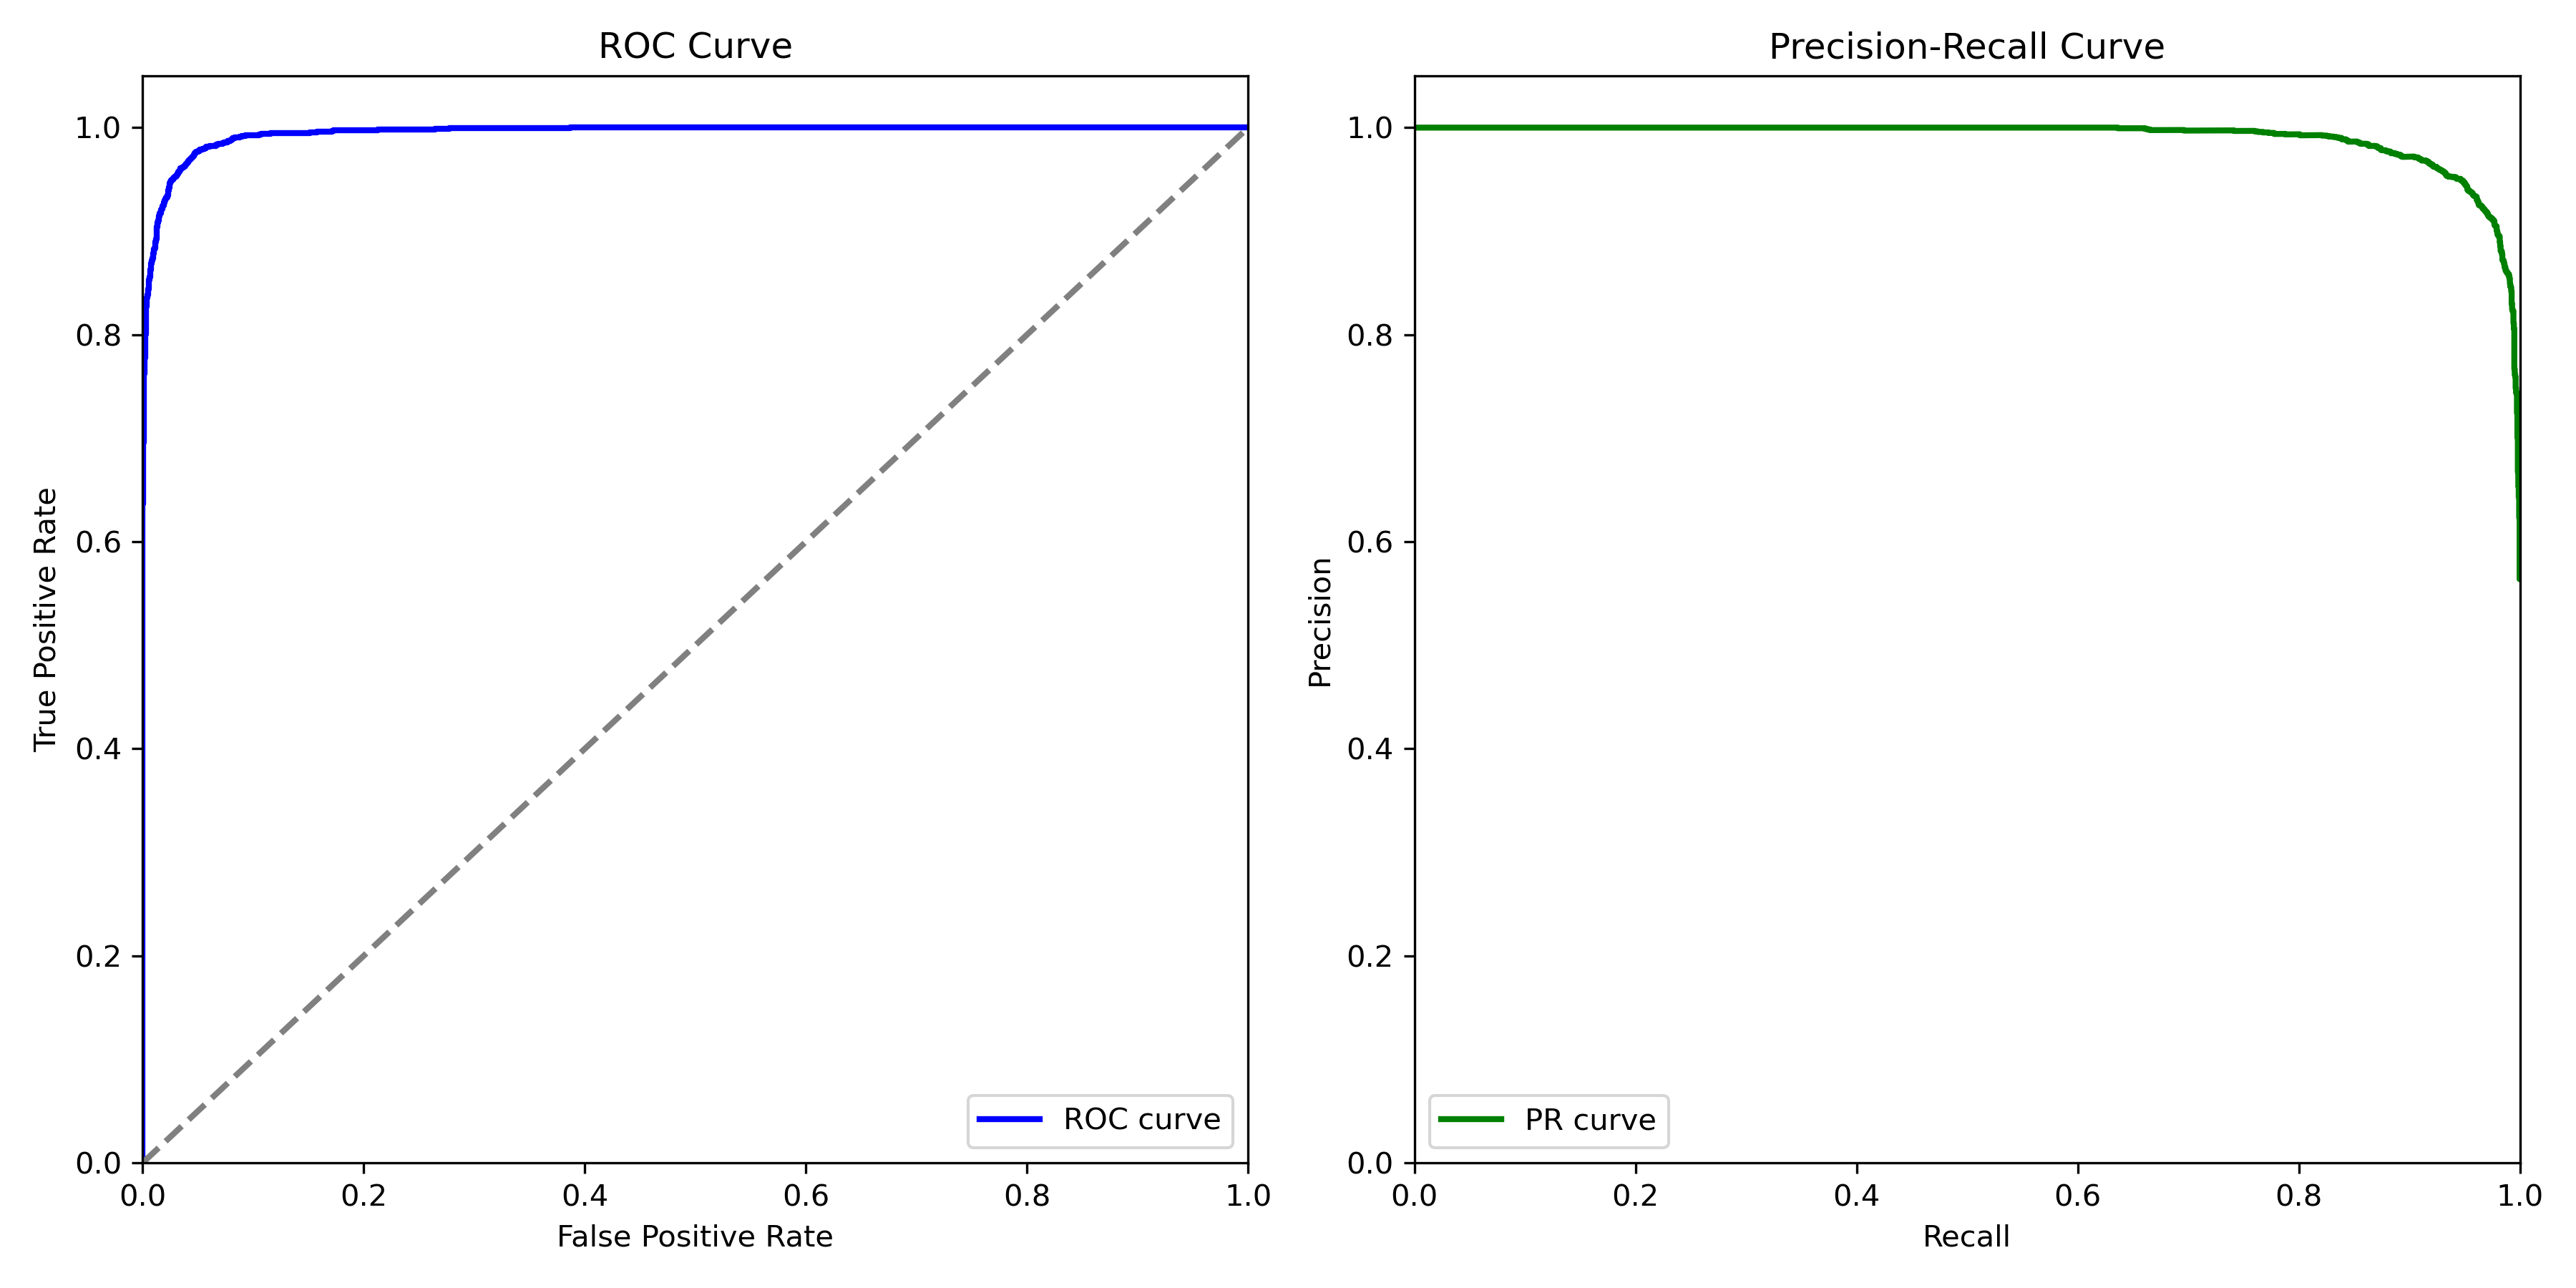 ROC Curve
1.0
0.8
0.6
0.4
0.2
0.0
True Positive Rate
0.0 0.2 0.4 0.6 0.8 1.0
False Positive Rate
ROC curve
Precision-Recall Curve
1.0
0.8
0.6
0.4
0.2
0.0
Precision
0.0 0.2 0.4 0.6 0.8 1.0
Recall
PR curve